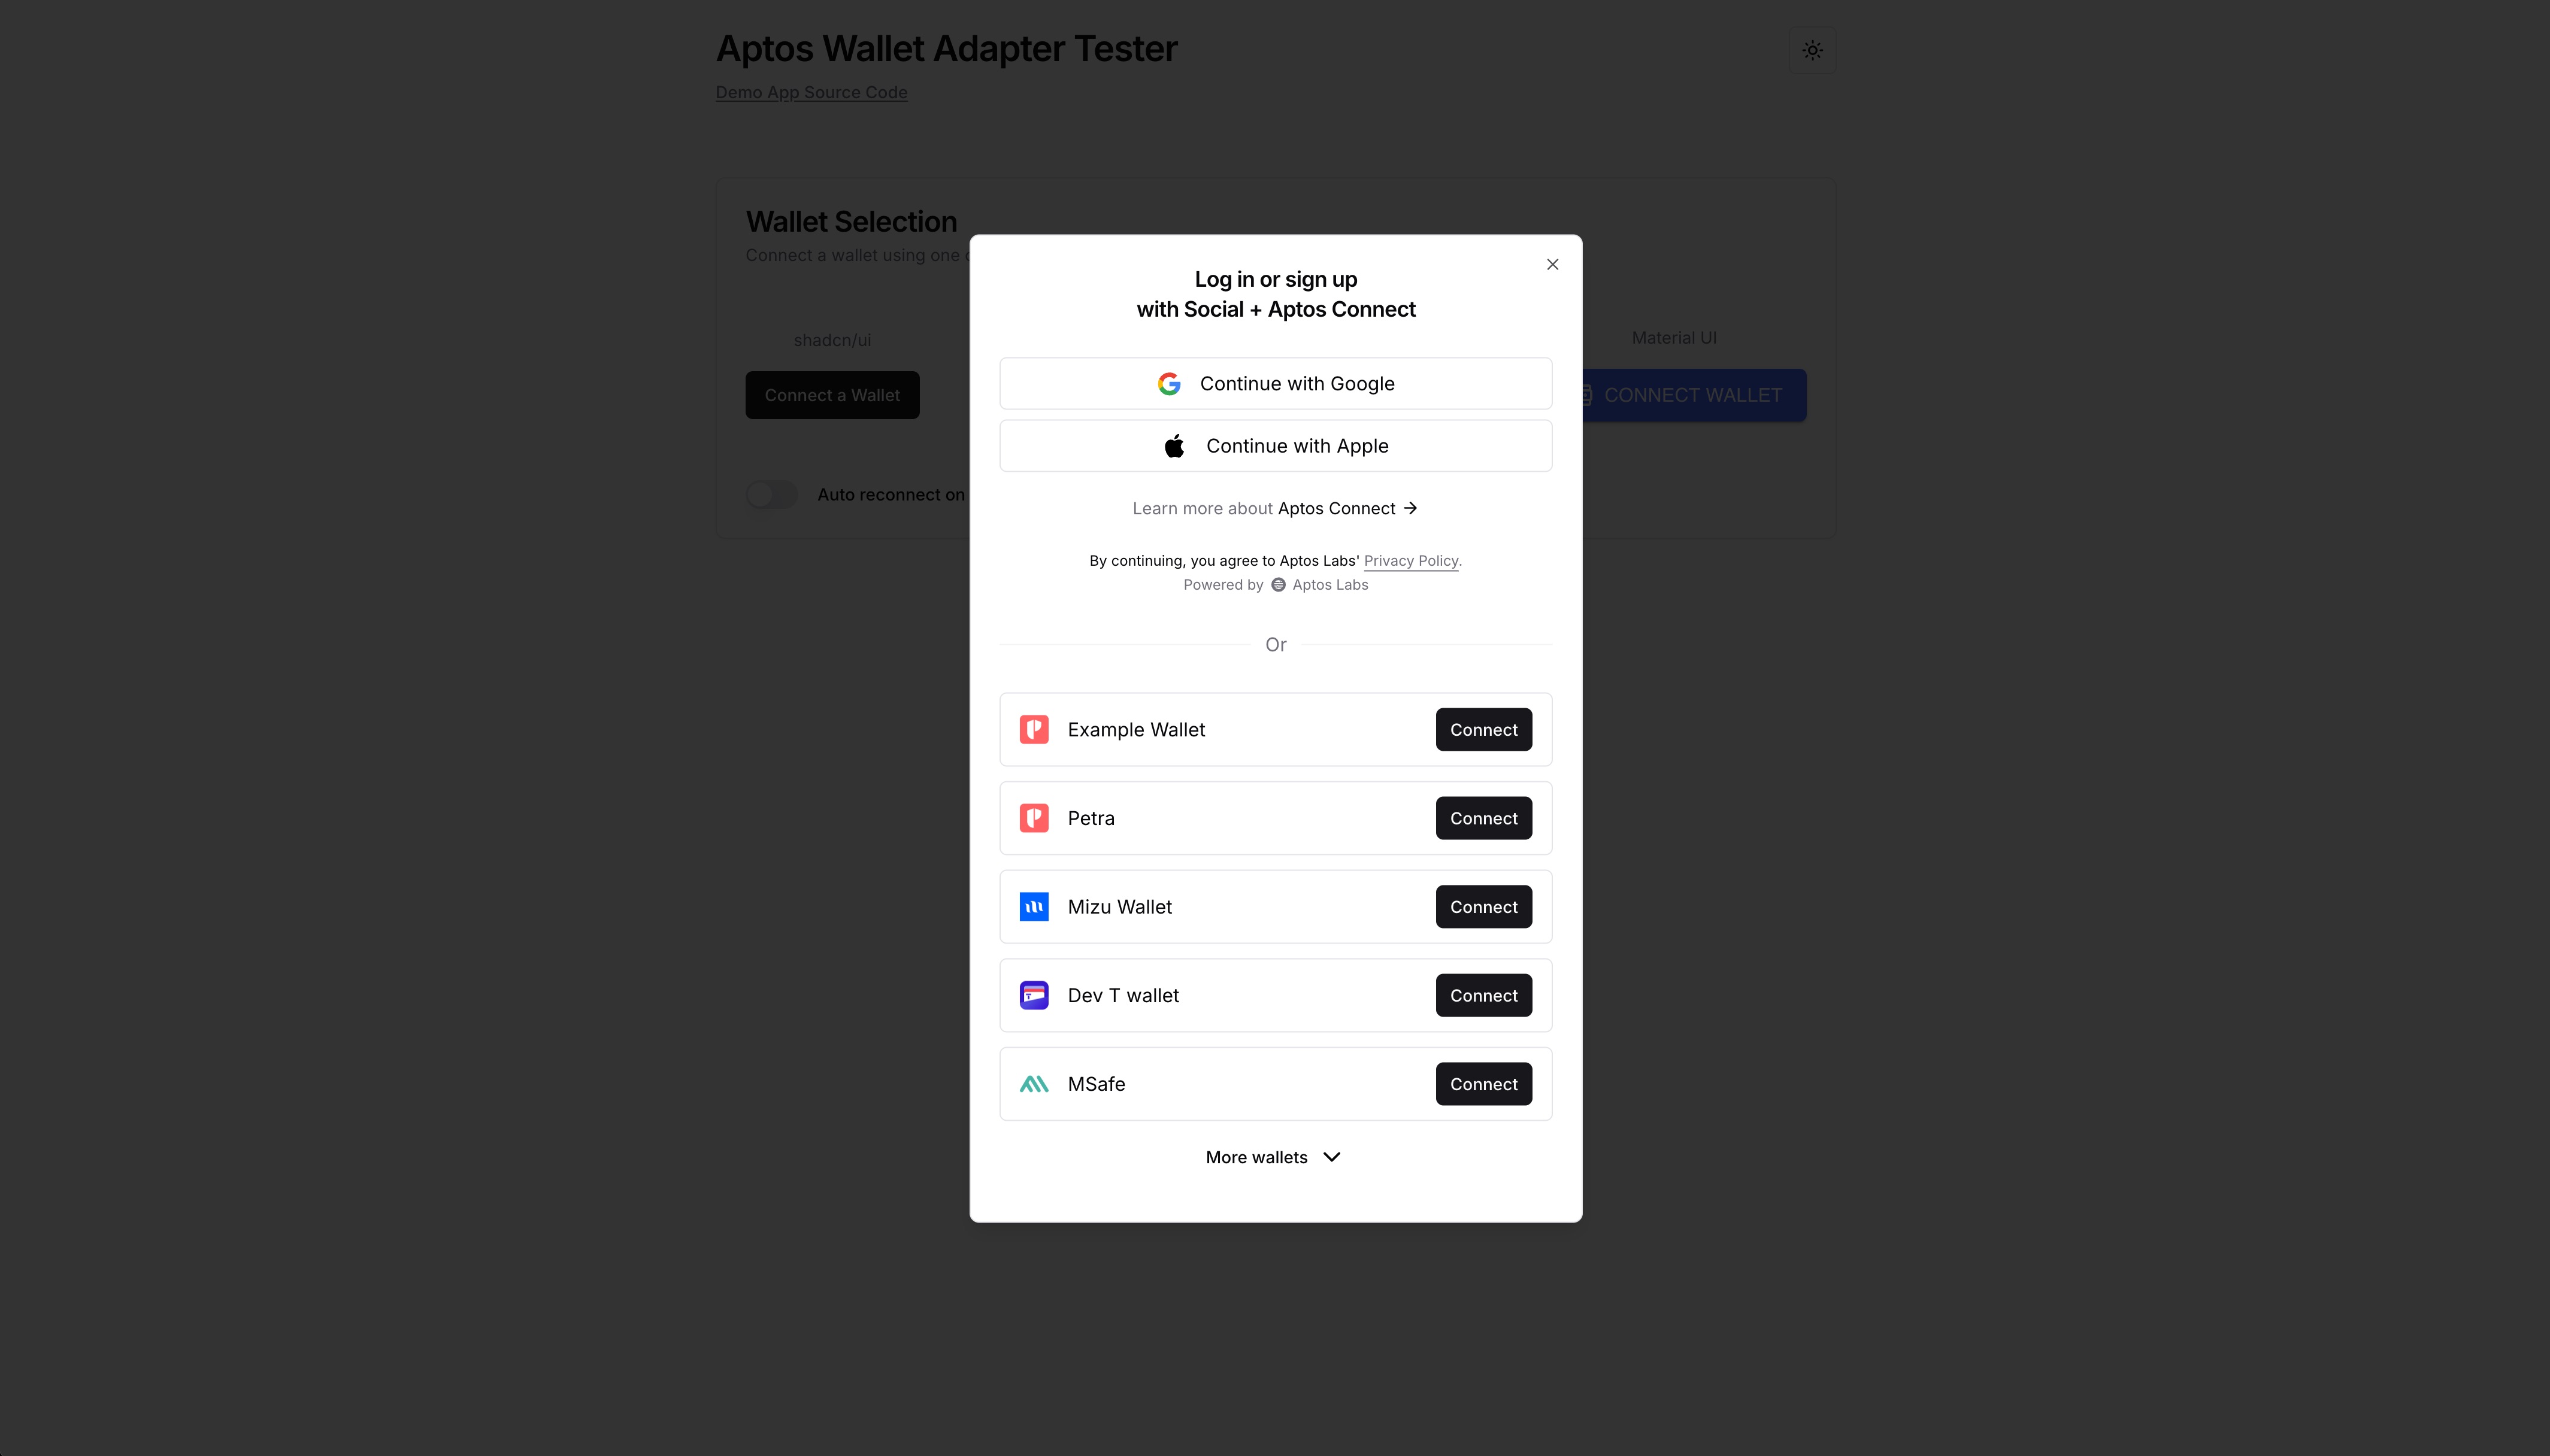 Aptos Wallet Adapter Tester
Demo App Source Code
Wallet Selection
Connect a wallet using one
shadcn/ui
Connect a Wallet
Material UI
CONNECT WALLET
Auto reconnect on
Log in or sign up
with Social + Aptos Connect
Continue with Google
Continue with Apple
Learn more about Aptos Connect →
By continuing, you agree to Aptos Labs' Privacy Policy.
Powered by Aptos Labs
Or
Example Wallet Connect
Petra Connect
Mizu Wallet Connect
Dev T wallet Connect
MSafe Connect
More wallets